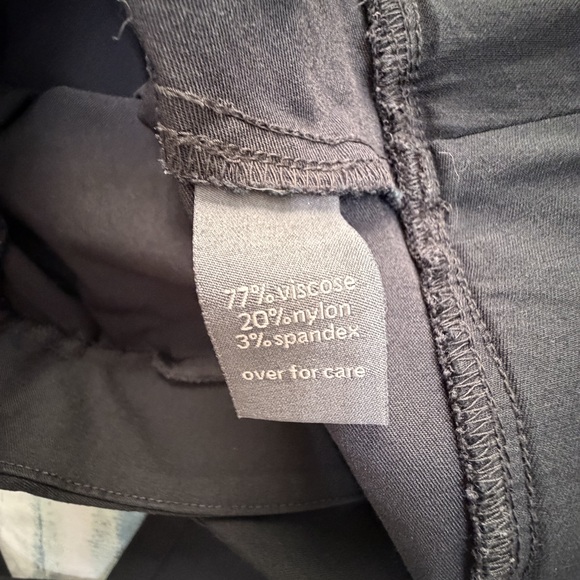 77% viscose
20% nylon
3% spandex
over for care